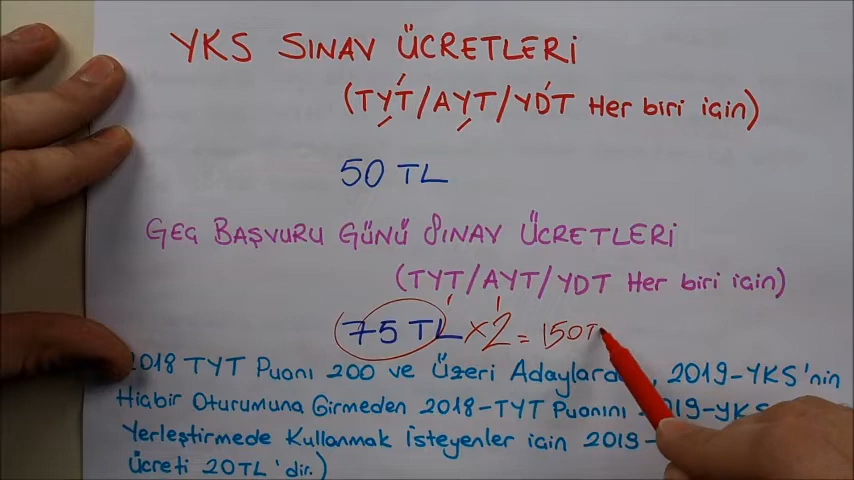 YKS SINAV ÜCRETLERİ
(TYT/AYT/YDT Her biri için)
50 TL
GEÇ BAŞVURU GÜNÜ SINAV ÜCRETLERİ
(TYT/AYT/YDT Her biri için)
75 TL x2 = 150T
2018 TYT Puanı 200 ve Üzeri 2019-YKS'nin
Hiçbir Oturumuna Girmeden 2018-TYT Puanını
Yerleştirmede Kullanmak İsteyenler için 2019-
Ücreti 20TL'dir.)